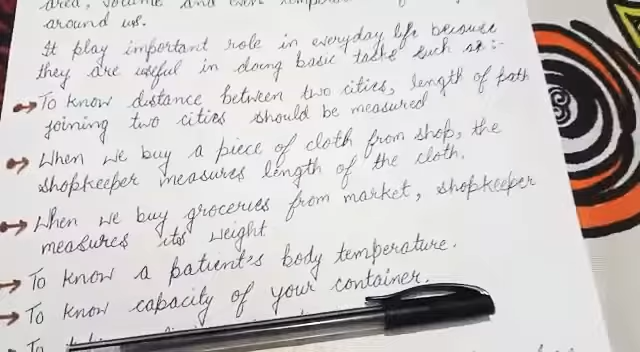 area, volume and even
around us.
It play important role in everyday life because
they are useful in doing basic tasks such as :-
To know distance between two cities, length of path
joining two cities should be measured
When we buy a piece of cloth from shop, the
shopkeeper measures length of the cloth.
When we buy groceries from market, shopkeeper
measures its weight
To know a patient's body temperature.
To know capacity of your container.
To